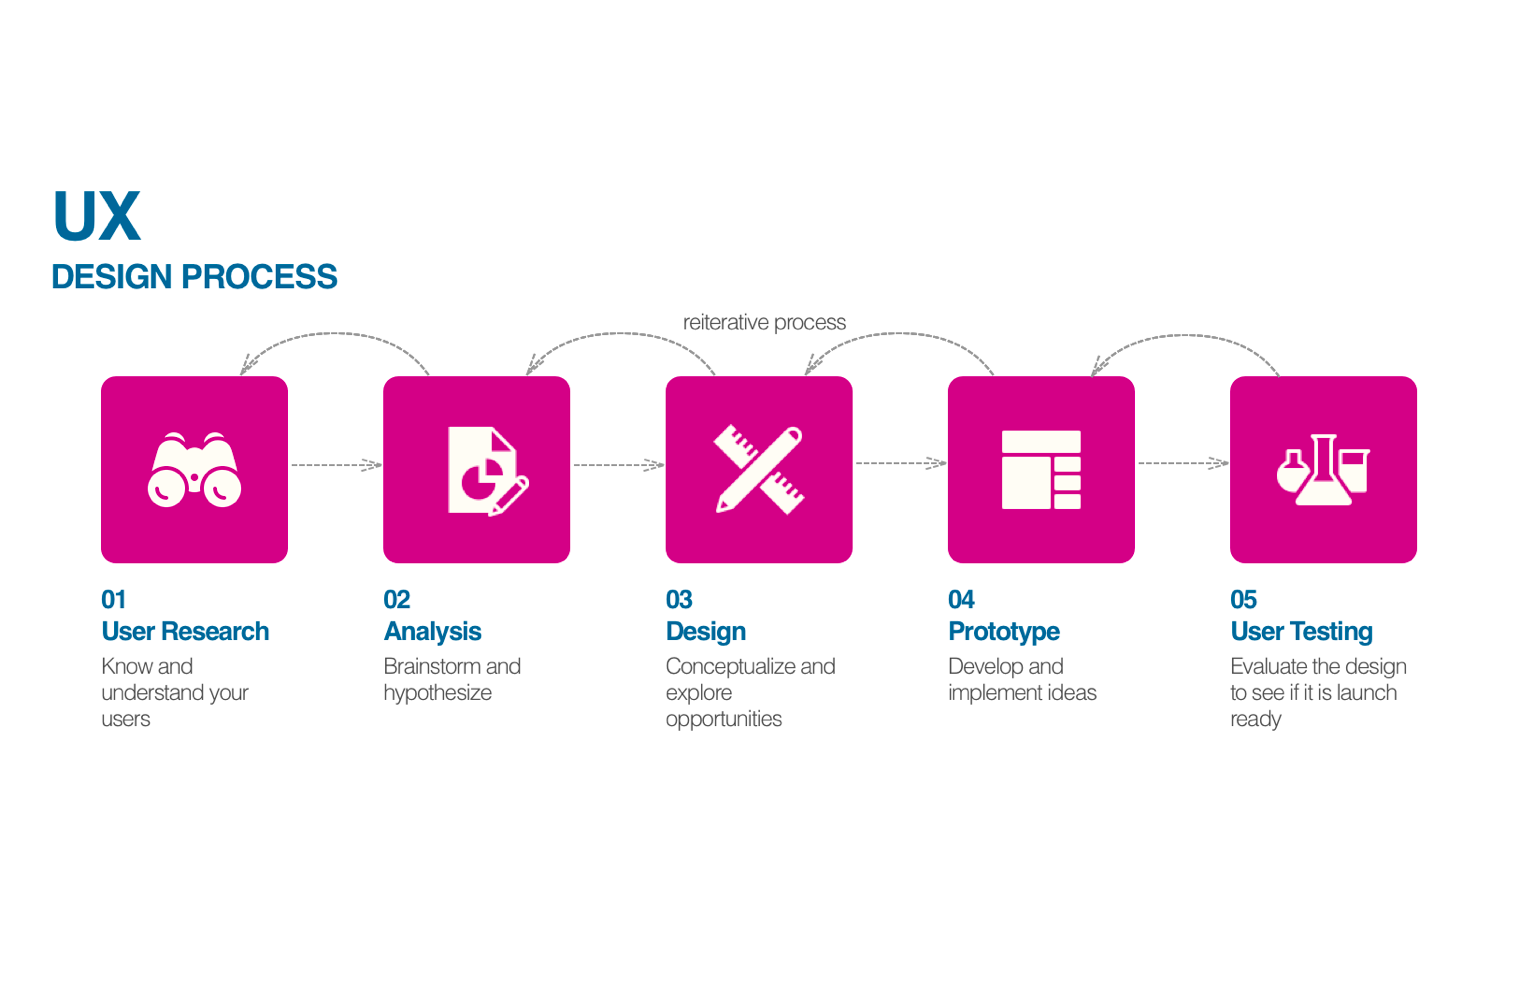 UX
DESIGN PROCESS
reiterative process
01
User Research
Know and
understand your
users
02
Analysis
Brainstorm and
hypothesize
03
Design
Conceptualize and
explore
opportunities
04
Prototype
Develop and
implement ideas
05
User Testing
Evaluate the design
to see if it is launch
ready